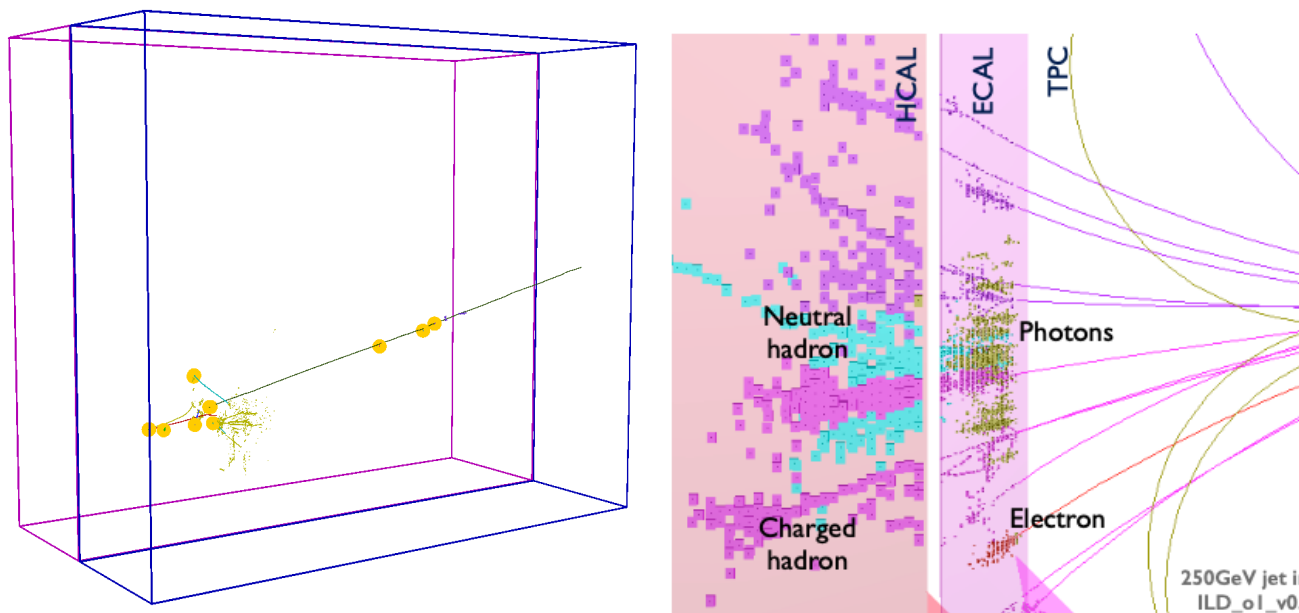 HCAL
ECAL
TPC
Neutral
hadron
Photons
Charged
hadron
Electron
250GeV jet i
ILD_o1_v0